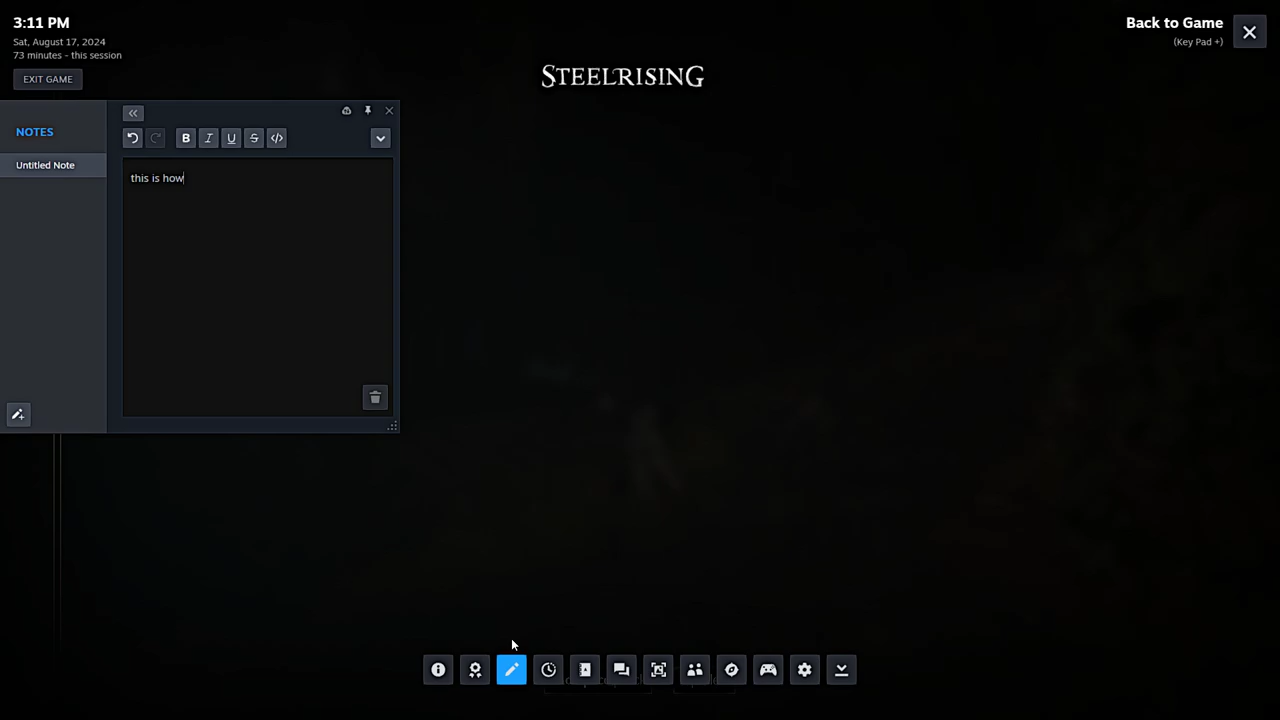 3:11 PM
Sat, August 17, 2024
73 minutes - this session
EXIT GAME
Back to Game
(Key Pad +)
STEELRISING
NOTES
Untitled Note
B I U S </>
this is how